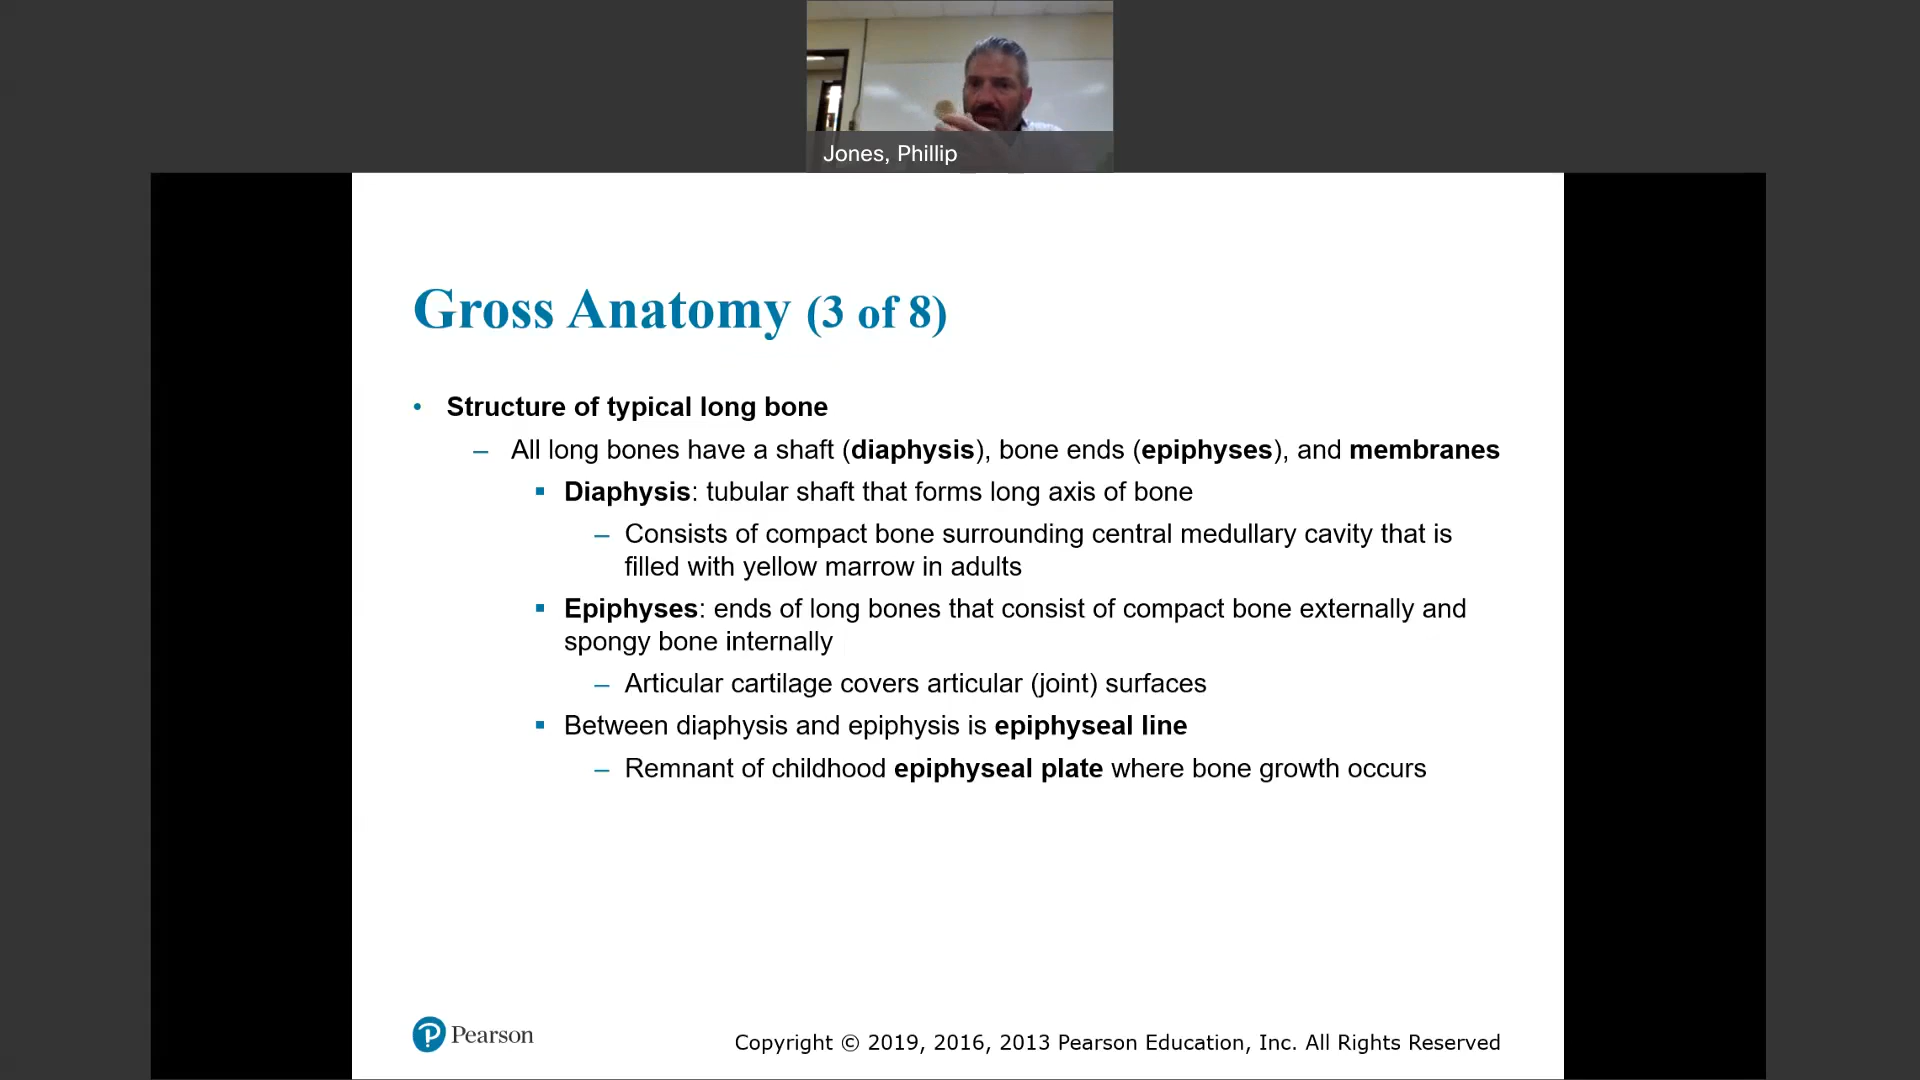 Jones, Phillip
Gross Anatomy (3 of 8)
• Structure of typical long bone
– All long bones have a shaft (diaphysis), bone ends (epiphyses), and membranes
▪ Diaphysis: tubular shaft that forms long axis of bone
– Consists of compact bone surrounding central medullary cavity that is
filled with yellow marrow in adults
▪ Epiphyses: ends of long bones that consist of compact bone externally and
spongy bone internally
– Articular cartilage covers articular (joint) surfaces
▪ Between diaphysis and epiphysis is epiphyseal line
– Remnant of childhood epiphyseal plate where bone growth occurs
Pearson
Copyright © 2019, 2016, 2013 Pearson Education, Inc. All Rights Reserved